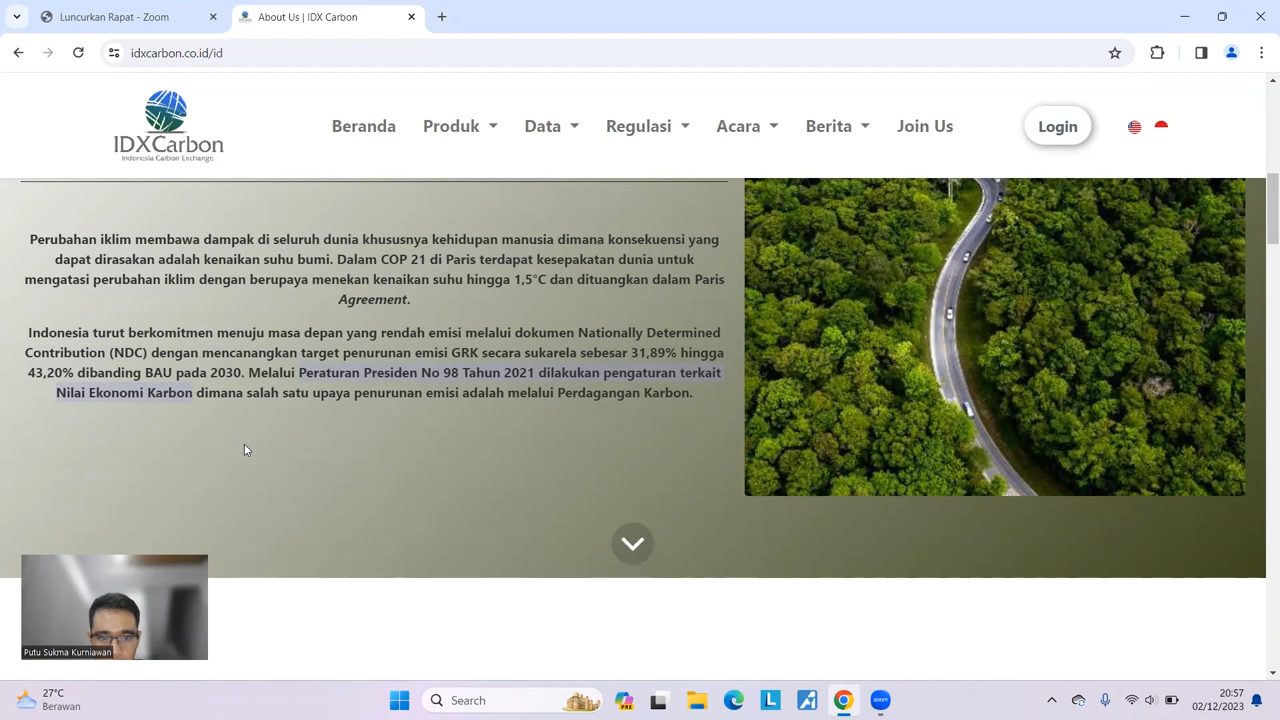 Luncurkan Rapat - Zoom
About Us | IDX Carbon
idxcarbon.co.id/id
IDXCarbon
Indonesia Carbon Exchange
Beranda
Produk
Data
Regulasi
Acara
Berita
Join Us
Login
Perubahan iklim membawa dampak di seluruh dunia khususnya kehidupan manusia dimana konsekuensi yang
dapat dirasakan adalah kenaikan suhu bumi. Dalam COP 21 di Paris terdapat kesepakatan dunia untuk
mengatasi perubahan iklim dengan berupaya menekan kenaikan suhu hingga 1,5°C dan dituangkan dalam Paris
Agreement.
Indonesia turut berkomitmen menuju masa depan yang rendah emisi melalui dokumen Nationally Determined
Contribution (NDC) dengan mencanangkan target penurunan emisi GRK secara sukarela sebesar 31,89% hingga
43,20% dibanding BAU pada 2030. Melalui Peraturan Presiden No 98 Tahun 2021 dilakukan pengaturan terkait
Nilai Ekonomi Karbon dimana salah satu upaya penurunan emisi adalah melalui Perdagangan Karbon.
Putu Sukma Kurniawan
27°C
Berawan
Search
PRE
L
zoom
20:57
02/12/2023